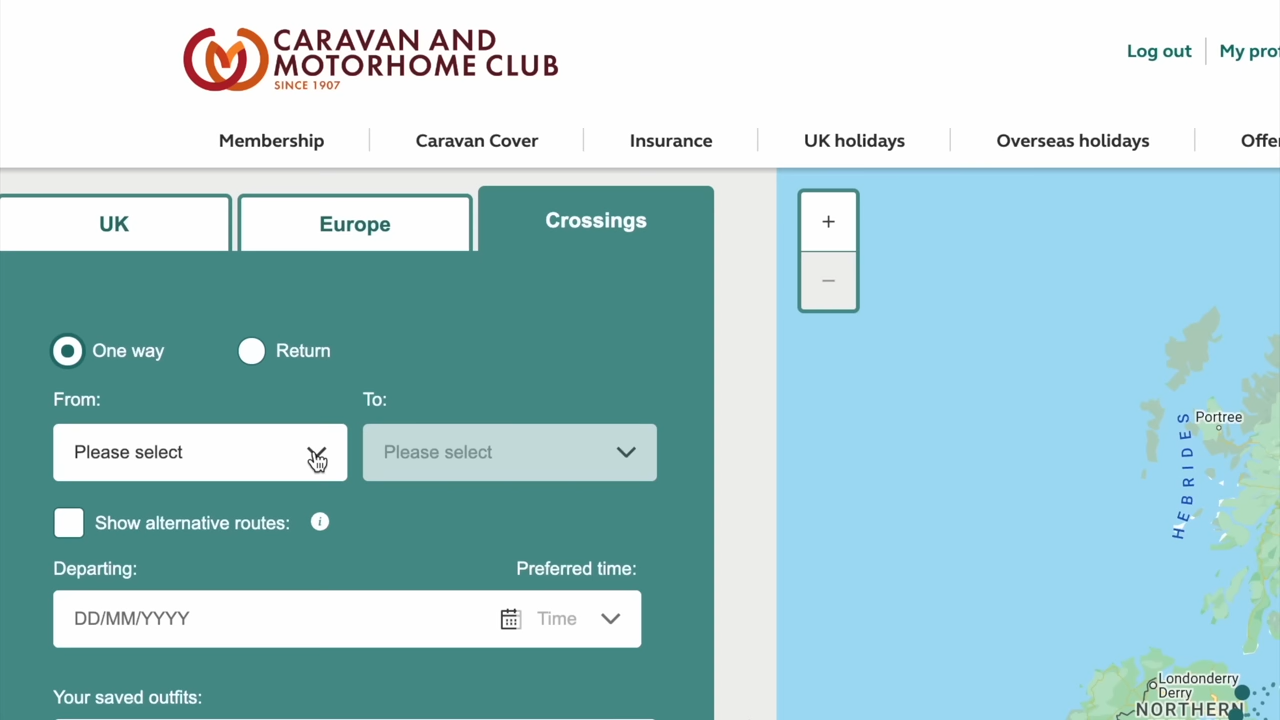 CARAVAN AND
MOTORHOME CLUB
SINCE 1907
Log out
My prof
Membership
Caravan Cover
Insurance
UK holidays
Overseas holidays
Offer
UK
Europe
Crossings
+
−
One way
Return
From:
To:
Please select
Please select
Show alternative routes:
i
Departing:
Preferred time:
DD/MM/YYYY
Time
Your saved outfits:
Portree
HEBRIDES
Londonderry
Derry
NORTHERN